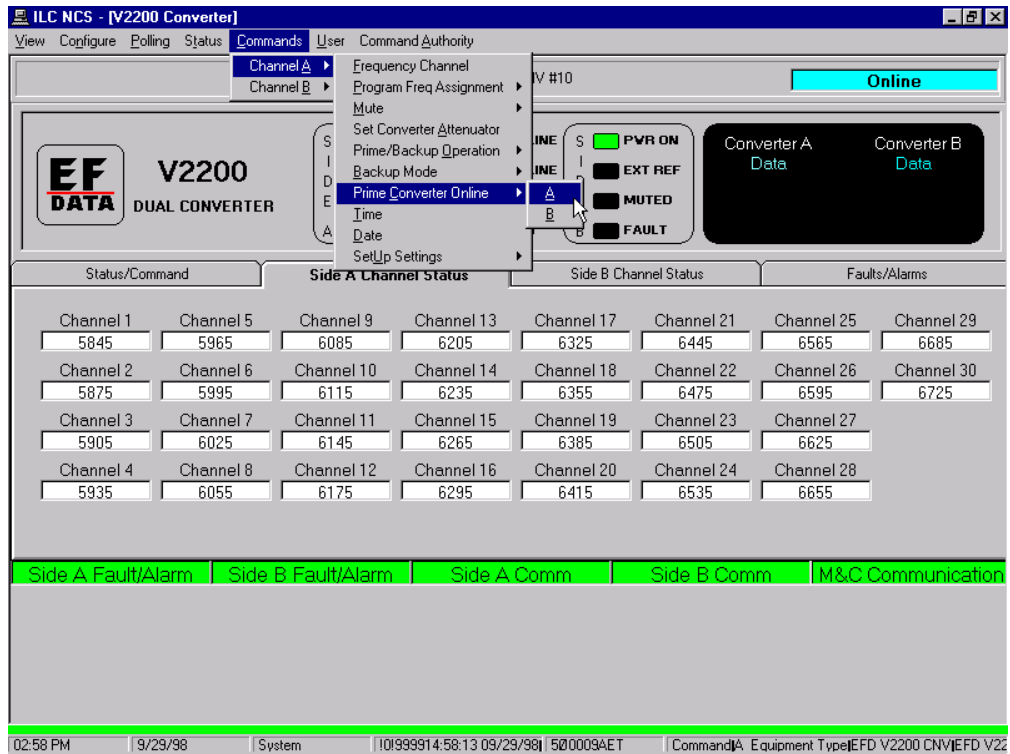 ILC NCS - [V2200 Converter]
View Configure Polling Status Commands User Command Authority
Channel A
Channel B
Frequency Channel
Program Freq Assignment
Mute
Set Converter Attenuator
Prime/Backup Operation
Backup Mode
Prime Converter Online
Time
Date
SetUp Settings
A
B
#10
Online
EF DATA
V2200
DUAL CONVERTER
S
I
D
E
A
INE
INE
S
I
B
PWR ON
EXT REF
MUTED
FAULT
Converter A
Data
Converter B
Data
Status/Command Side A Channel Status Side B Channel Status Faults/Alarms
Channel 1 Channel 5 Channel 9 Channel 13 Channel 17 Channel 21 Channel 25 Channel 29
5845 5965 6085 6205 6325 6445 6565 6685
Channel 2 Channel 6 Channel 10 Channel 14 Channel 18 Channel 22 Channel 26 Channel 30
5875 5995 6115 6235 6355 6475 6595 6725
Channel 3 Channel 7 Channel 11 Channel 15 Channel 19 Channel 23 Channel 27
5905 6025 6145 6265 6385 6505 6625
Channel 4 Channel 8 Channel 12 Channel 16 Channel 20 Channel 24 Channel 28
5935 6055 6175 6295 6415 6535 6655
Side A Fault/Alarm Side B Fault/Alarm Side A Comm Side B Comm M&C Communication
02:58 PM 9/29/98 System 09/29/98 Command A Equipment Type EFD V2200 CNV EFD V22